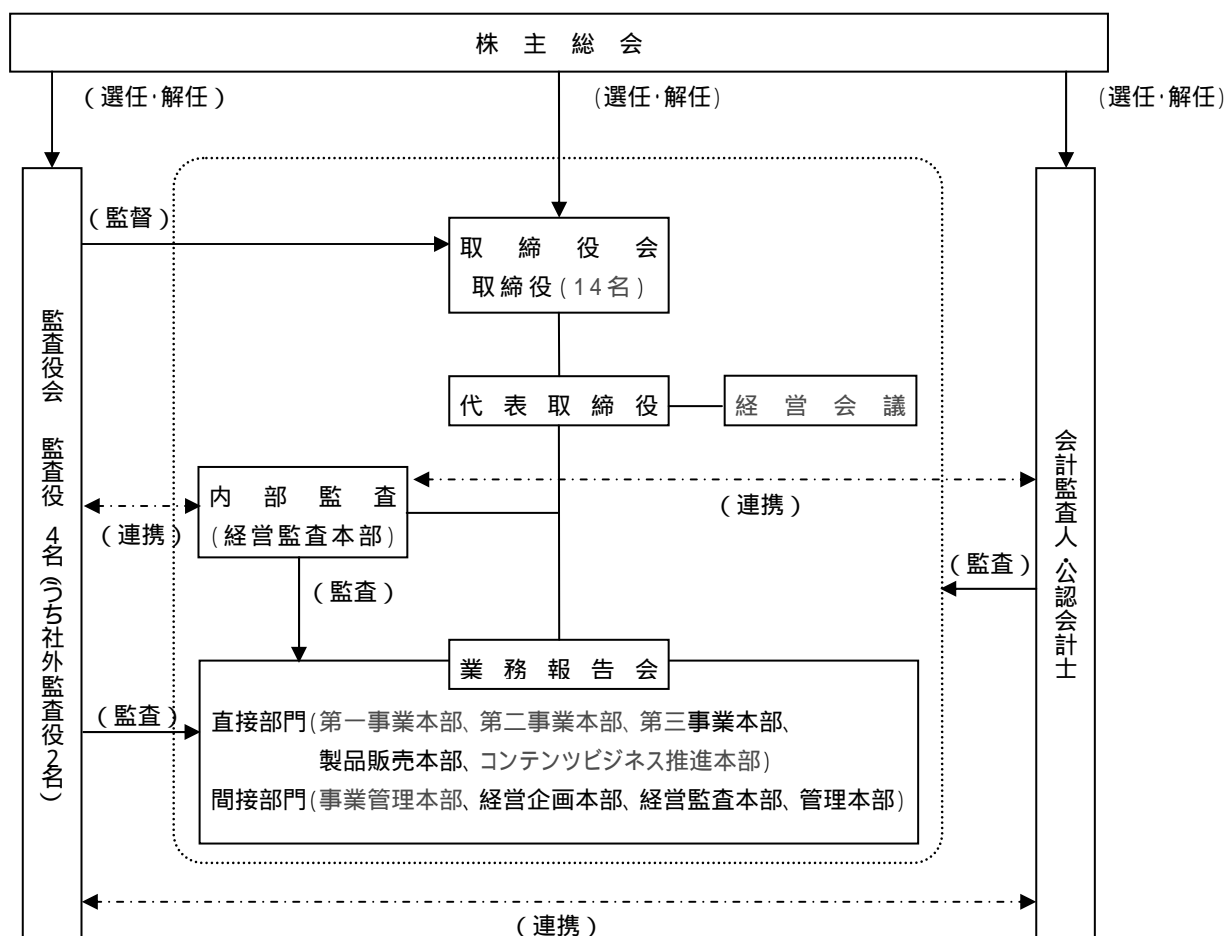 株主総会
(選任・解任)
(選任・解任)
(選任・解任)
(監督)
取締役会
取締役(14名)
監査役会 監査役 4名(うち社外監査役2名)
代表取締役
経営会議
会計監査人・公認会計士
内部監査
(経営監査本部)
(連携)
(連携)
(監査)
(監査)
業務報告会
(監査)
直接部門(第一事業本部、第二事業本部、第三事業本部、
製品販売本部、コンテンツビジネス推進本部)
間接部門(事業管理本部、経営企画本部、経営監査本部、管理本部)
(連携)